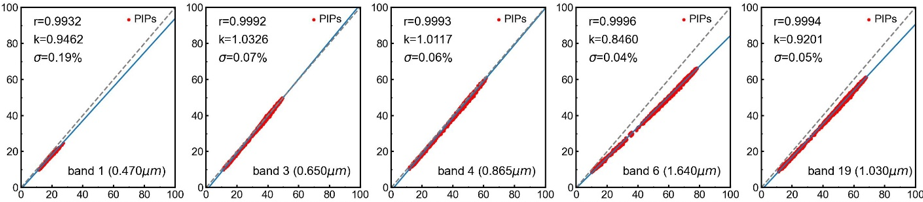 100
80
60
40
20
0
0 20 40 60 80 100
r=0.9932
k=0.9462
σ=0.19%
PIPs
band 1 (0.470μm)
100
80
60
40
20
0
0 20 40 60 80 100
r=0.9992
k=1.0326
σ=0.07%
PIPs
band 3 (0.650μm)
100
80
60
40
20
0
0 20 40 60 80 100
r=0.9993
k=1.0117
σ=0.06%
PIPs
band 4 (0.865μm)
100
80
60
40
20
0
0 20 40 60 80 100
r=0.9996
k=0.8460
σ=0.04%
PIPs
band 6 (1.640μm)
100
80
60
40
20
0
0 20 40 60 80 100
r=0.9994
k=0.9201
σ=0.05%
PIPs
band 19 (1.030μm)